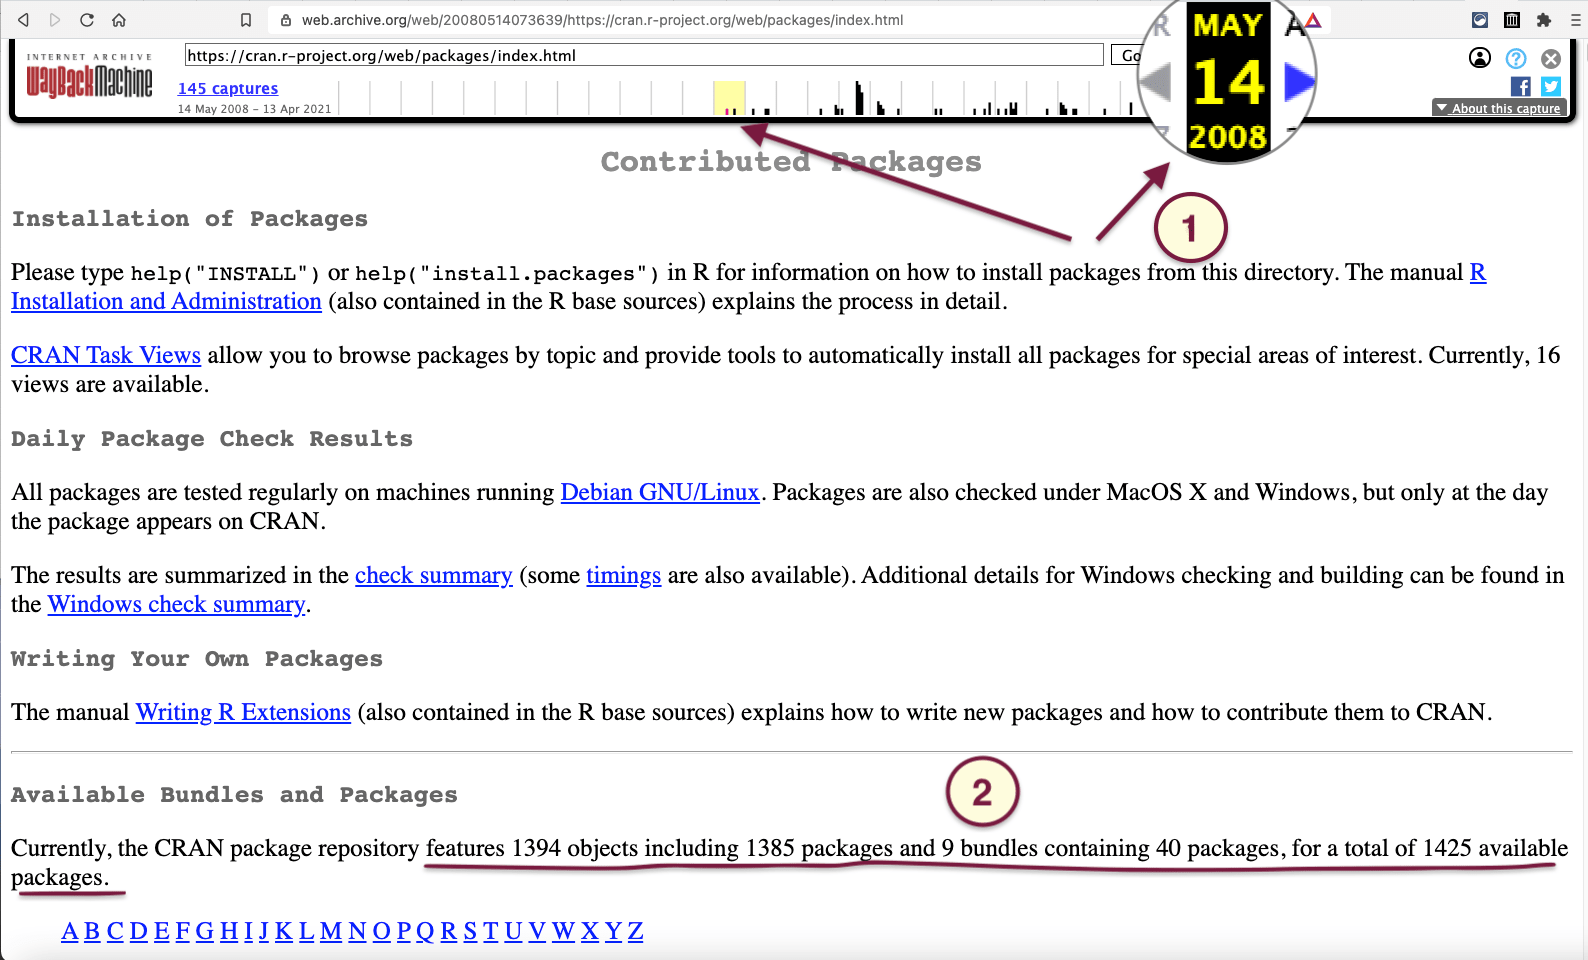 web.archive.org/web/20080514073639/https://cran.r-project.org/web/packages/index.html
INTERNET ARCHIVE
WayBackMachine
https://cran.r-project.org/web/packages/index.html
Go
145 captures
14 May 2008 – 13 Apr 2021
MAY
14
2008
About this capture
Contributed Packages
1
Installation of Packages
Please type help("INSTALL") or help("install.packages") in R for information on how to install packages from this directory. The manual R
Installation and Administration (also contained in the R base sources) explains the process in detail.
CRAN Task Views allow you to browse packages by topic and provide tools to automatically install all packages for special areas of interest. Currently, 16
views are available.
Daily Package Check Results
All packages are tested regularly on machines running Debian GNU/Linux. Packages are also checked under MacOS X and Windows, but only at the day
the package appears on CRAN.
The results are summarized in the check summary (some timings are also available). Additional details for Windows checking and building can be found in
the Windows check summary.
Writing Your Own Packages
The manual Writing R Extensions (also contained in the R base sources) explains how to write new packages and how to contribute them to CRAN.
2
Available Bundles and Packages
Currently, the CRAN package repository features 1394 objects including 1385 packages and 9 bundles containing 40 packages, for a total of 1425 available
packages.
A B C D E F G H I J K L M N O P Q R S T U V W X Y Z